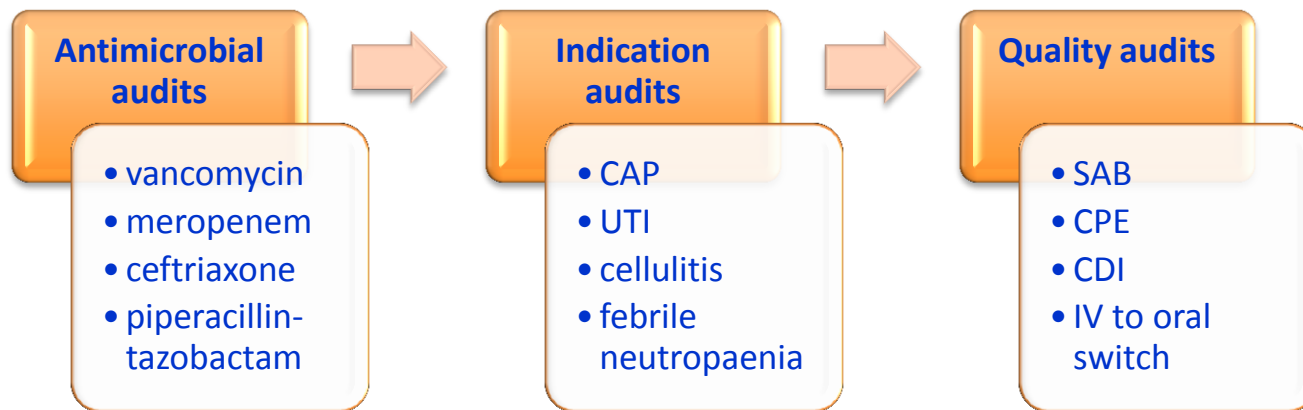 Antimicrobial
audits
• vancomycin
• meropenem
• ceftriaxone
• piperacillin-
tazobactam
Indication
audits
• CAP
• UTI
• cellulitis
• febrile
neutropaenia
Quality audits
• SAB
• CPE
• CDI
• IV to oral
switch